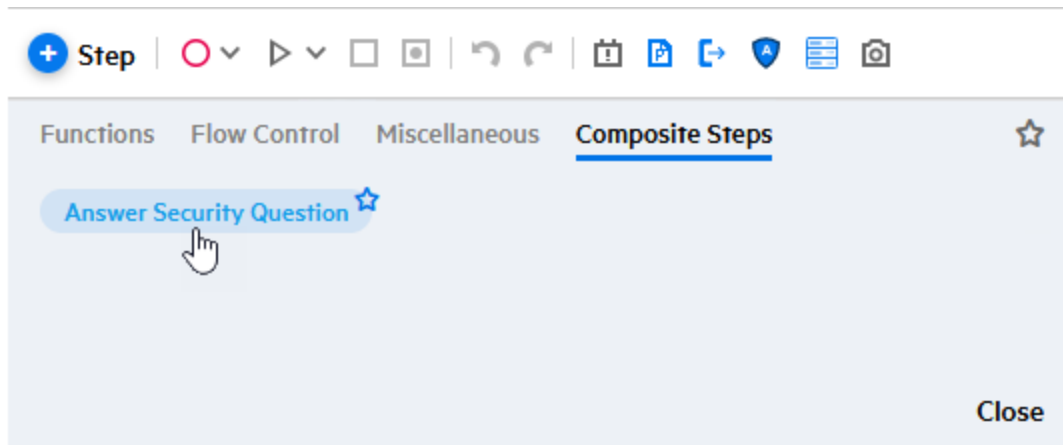 Step
Functions Flow Control Miscellaneous Composite Steps
Answer Security Question
Close